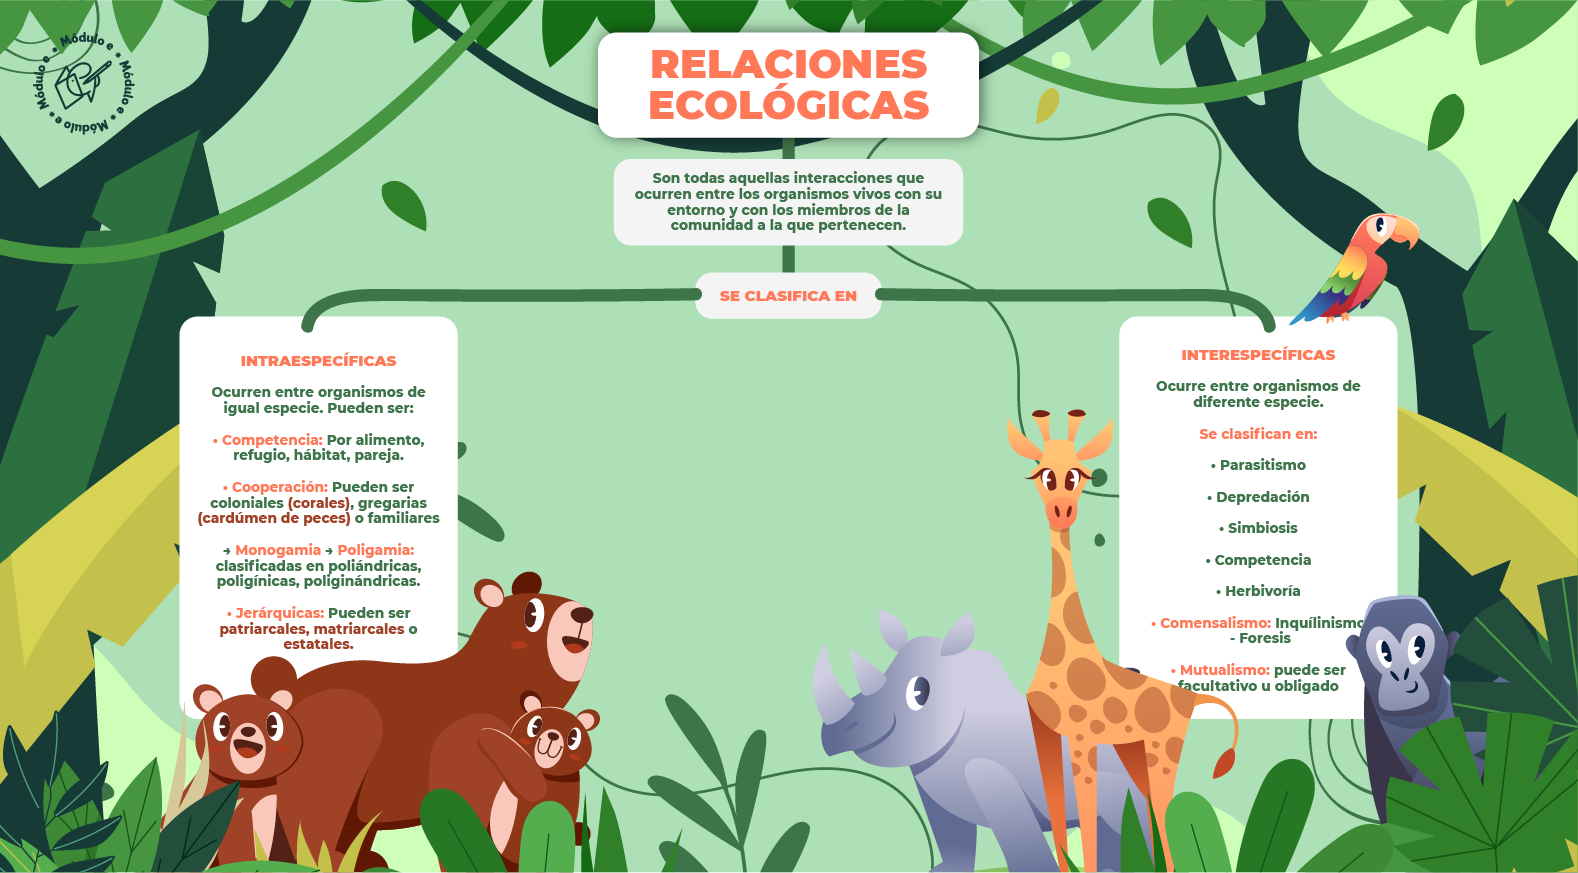 Módulo e * Módulo e * Módulo e * Módulo e *
RELACIONES
ECOLÓGICAS
Son todas aquellas interacciones que
ocurren entre los organismos vivos con su
entorno y con los miembros de la
comunidad a la que pertenecen.
SE CLASIFICA EN
INTRAESPECÍFICAS
Ocurren entre organismos de
igual especie. Pueden ser:
• Competencia: Por alimento,
refugio, hábitat, pareja.
• Cooperación: Pueden ser
coloniales (corales), gregarias
(cardúmen de peces) o familiares
→ Monogamia → Poligamia:
clasificadas en poliándricas,
poligínicas, poliginándricas.
• Jerárquicas: Pueden ser
patriarcales, matriarcales o
estatales.
INTERESPECÍFICAS
Ocurre entre organismos de
diferente especie.
Se clasifican en:
• Parasitismo
• Depredación
• Simbiosis
• Competencia
• Herbivoría
• Comensalismo: Inquílinismo
- Foresis
• Mutualismo: puede ser
facultativo u obligado